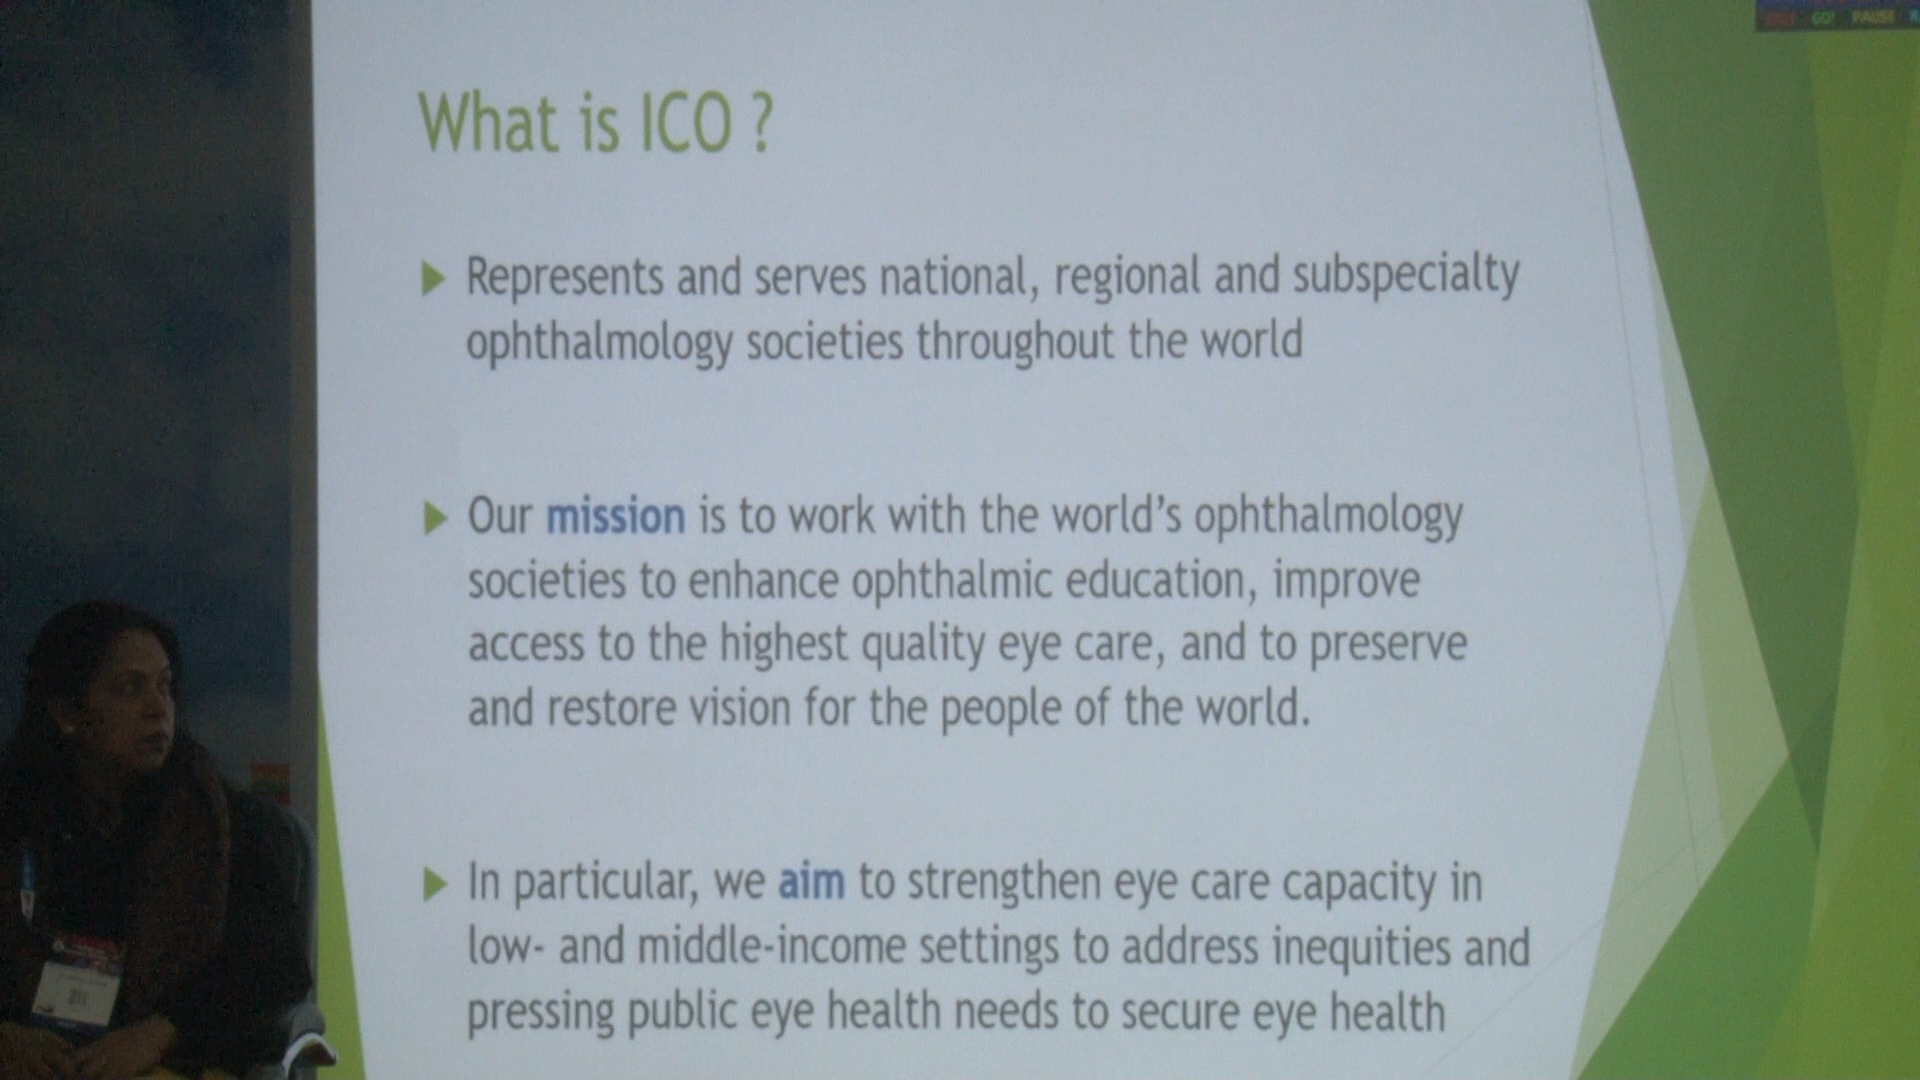 GO! PAUSE
What is ICO ?
Represents and serves national, regional and subspecialty
ophthalmology societies throughout the world
Our mission is to work with the world's ophthalmology
societies to enhance ophthalmic education, improve
access to the highest quality eye care, and to preserve
and restore vision for the people of the world.
In particular, we aim to strengthen eye care capacity in
low- and middle-income settings to address inequities and
pressing public eye health needs to secure eye health